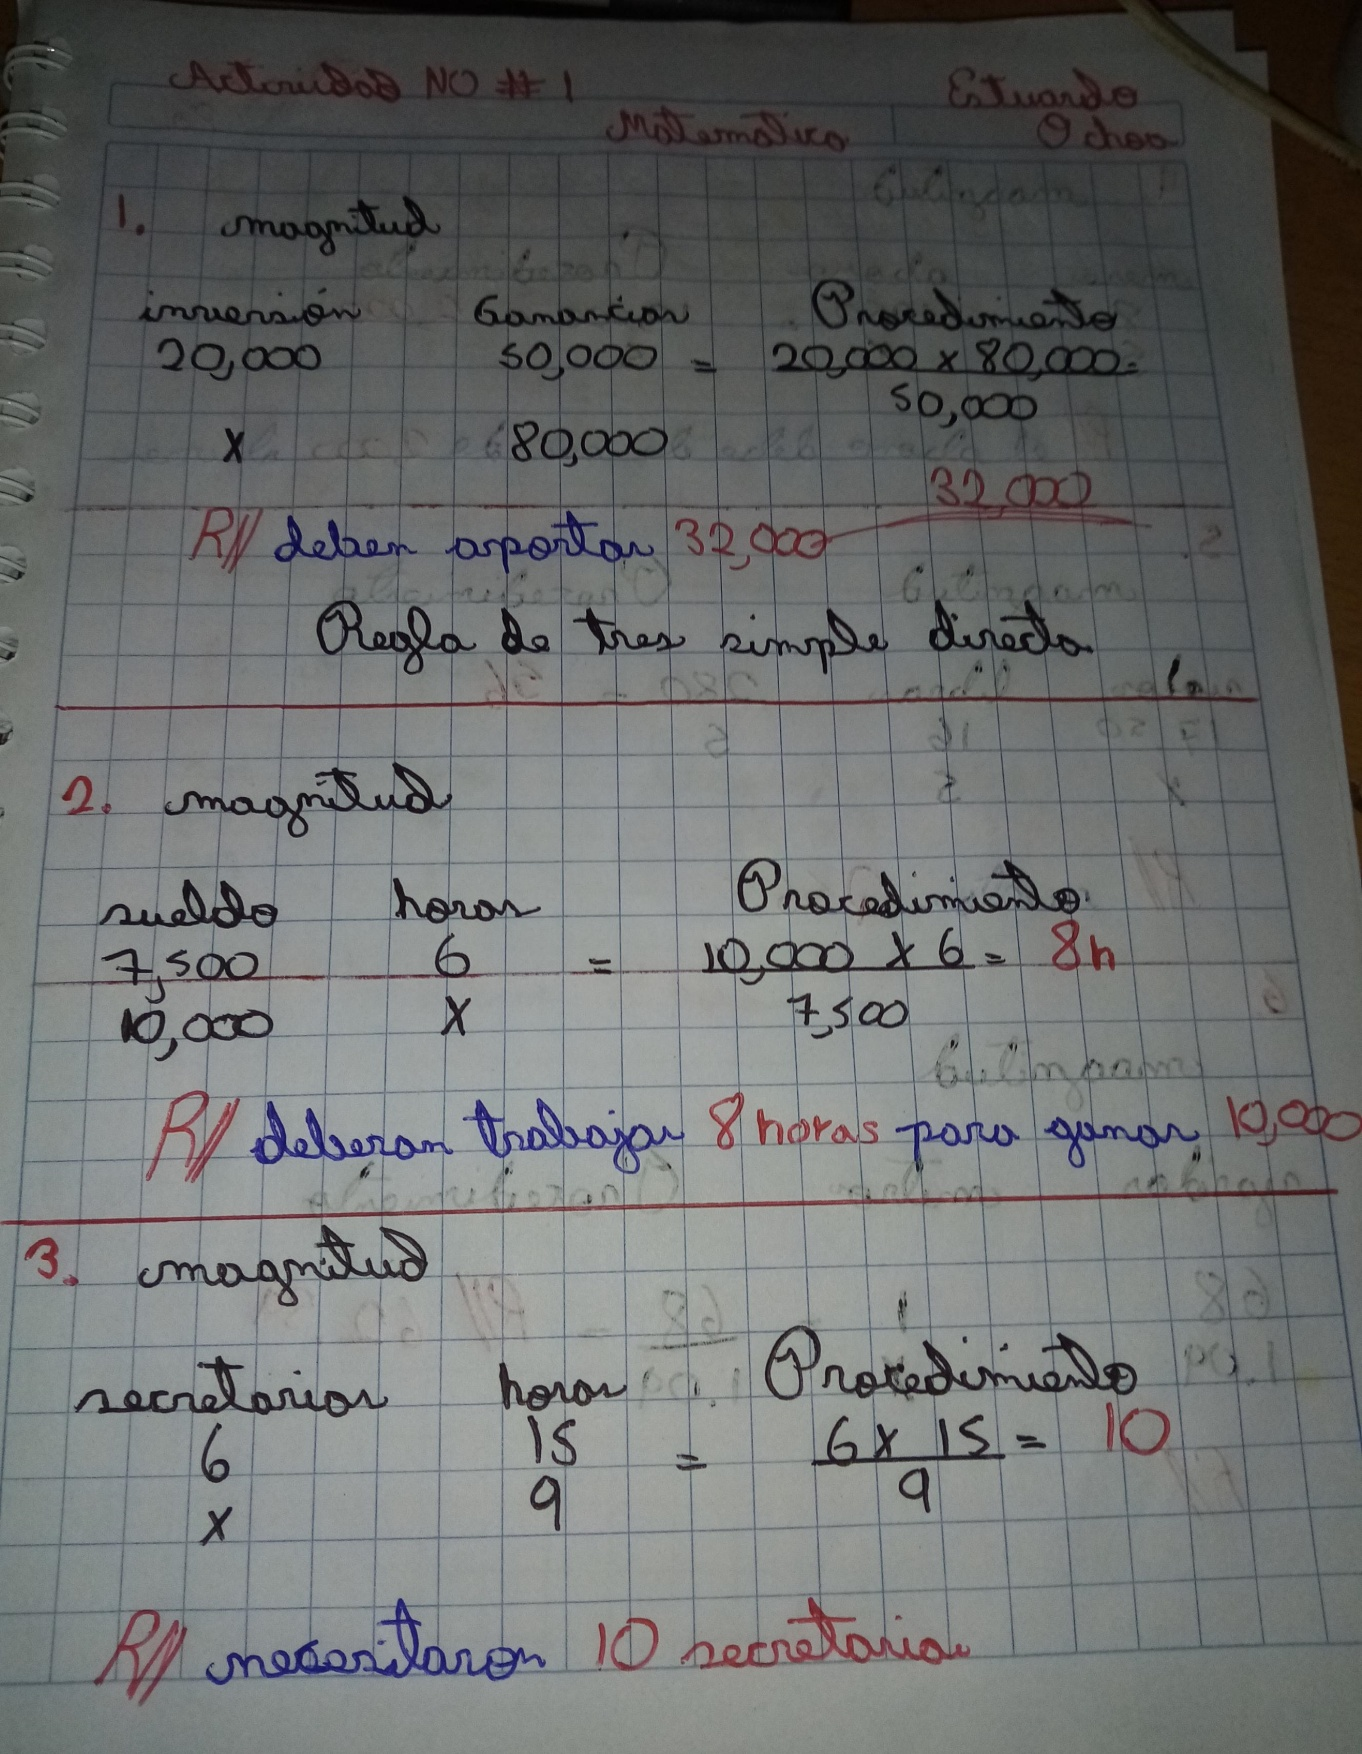 Actividad NO # 1
Estuardo
Matemática
Ochoa
1. magnitud
inversión Ganancias Procedimiento
20,000 50,000 = 20,000 x 80,000=
50,000
x 80,000
32,000
R// deben aportar 32,000
Regla de tres simple directa
2. magnitud
sueldo horas Procedimiento
7,500 6 = 10,000 x 6 = 8h
10,000 x 7,500
R// deberan trabajar 8 horas para ganar 10,000
3. magnitud
secretarias horas Procedimiento
6 15 = 6 x 15 = 10
x 9 9
R// necesitaron 10 secretarias